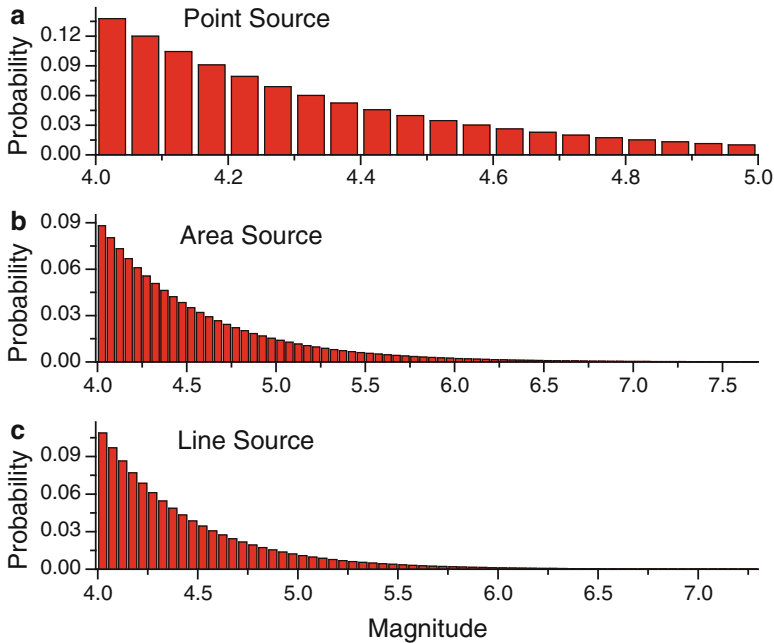 a
Point Source
Probability
0.12
0.09
0.06
0.03
0.00
4.0 4.2 4.4 4.6 4.8 5.0
b
Area Source
Probability
0.09
0.06
0.03
0.00
4.0 4.5 5.0 5.5 6.0 6.5 7.0 7.5
c
Line Source
Probability
0.09
0.06
0.03
0.00
4.0 4.5 5.0 5.5 6.0 6.5 7.0
Magnitude